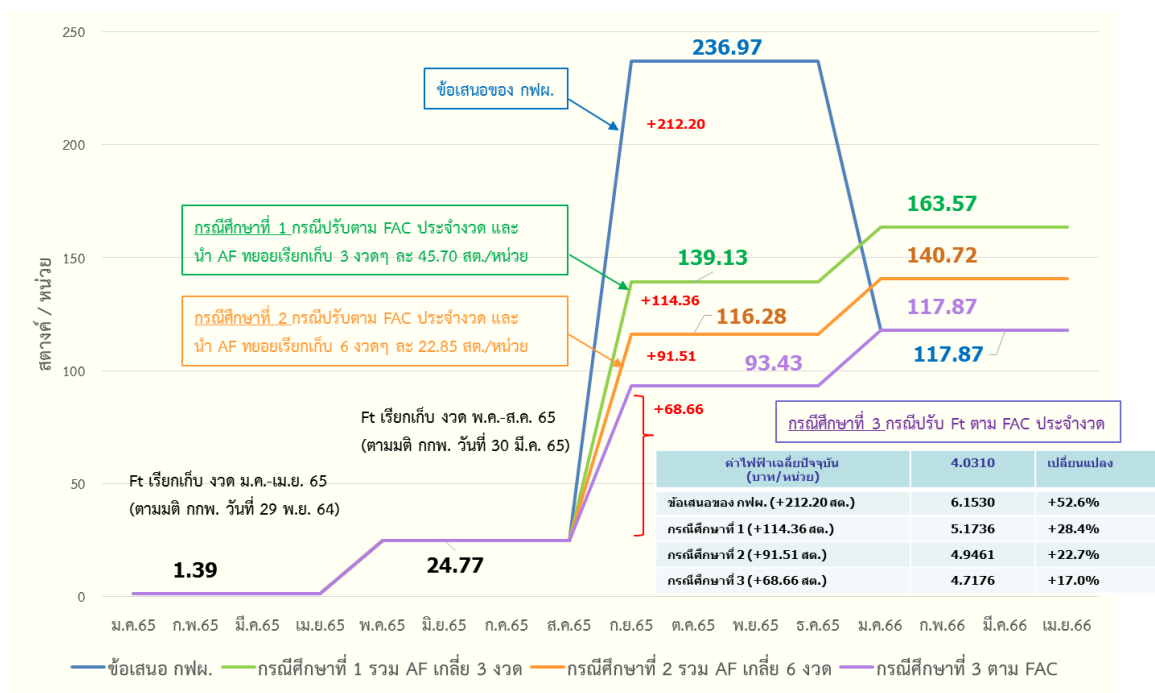 250
200
150
100
50
0
สตางค์ / หน่วย
236.97
ข้อเสนอของ กฟผ.
+212.20
กรณีศึกษาที่ 1 กรณีปรับตาม FAC ประจำงวด และ
นำ AF ทยอยเรียกเก็บ 3 งวดๆ ละ 45.70 สต./หน่วย
163.57
139.13
140.72
+114.36
กรณีศึกษาที่ 2 กรณีปรับตาม FAC ประจำงวด และ
นำ AF ทยอยเรียกเก็บ 6 งวดๆ ละ 22.85 สต./หน่วย
117.87
116.28
+91.51
93.43
117.87
+68.66
Ft เรียกเก็บ งวด พ.ค.-ส.ค. 65
(ตามมติ กกพ. วันที่ 30 มี.ค. 65)
กรณีศึกษาที่ 3 กรณีปรับ Ft ตาม FAC ประจำงวด
Ft เรียกเก็บ งวด ม.ค.-เม.ย. 65
(ตามมติ กกพ. วันที่ 29 พ.ย. 64)
1.39
24.77
ค่าไฟฟ้าเฉลี่ยปัจจุบัน 4.0310 เปลี่ยนแปลง
(บาท/หน่วย)
ข้อเสนอของ กฟผ. (+212.20 สต.) 6.1530 +52.6%
กรณีศึกษาที่ 1 (+114.36 สต.) 5.1736 +28.4%
กรณีศึกษาที่ 2 (+91.51 สต.) 4.9461 +22.7%
กรณีศึกษาที่ 3 (+68.66 สต.) 4.7176 +17.0%
ม.ค.65 ก.พ.65 มี.ค.65 เม.ย.65 พ.ค.65 มิ.ย.65 ก.ค.65 ส.ค.65 ก.ย.65 ต.ค.65 พ.ย.65 ธ.ค.65 ม.ค.66 ก.พ.66 มี.ค.66 เม.ย.66
ข้อเสนอ กฟผ. กรณีศึกษาที่ 1 รวม AF เกลี่ย 3 งวด กรณีศึกษาที่ 2 รวม AF เกลี่ย 6 งวด กรณีศึกษาที่ 3 ตาม FAC